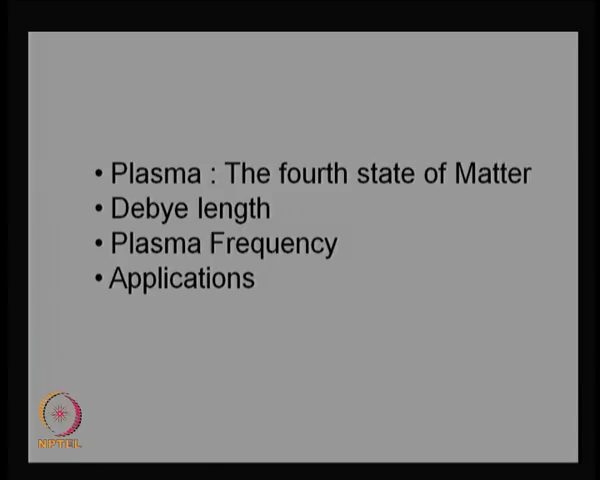 • Plasma : The fourth state of Matter
• Debye length
• Plasma Frequency
• Applications
NPTEL